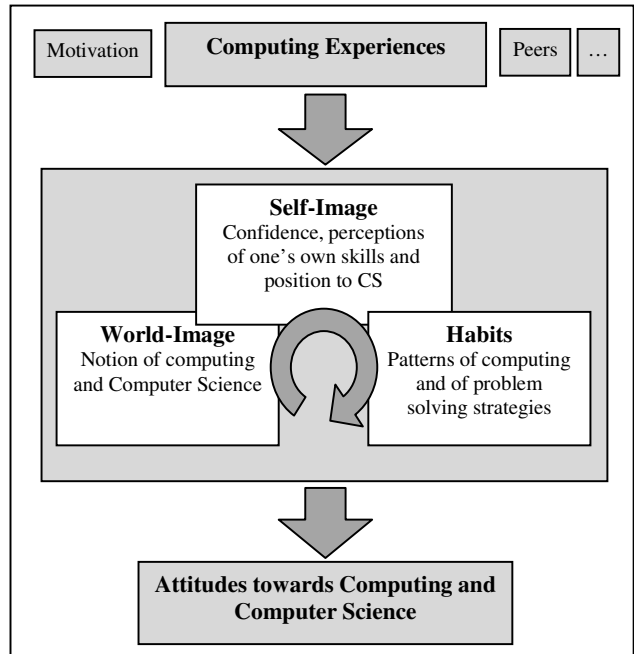 Motivation
Computing Experiences
Peers
…
Self-Image
Confidence, perceptions
of one’s own skills and
position to CS
World-Image
Notion of computing
and Computer Science
Habits
Patterns of computing
and of problem
solving strategies
Attitudes towards Computing and
Computer Science